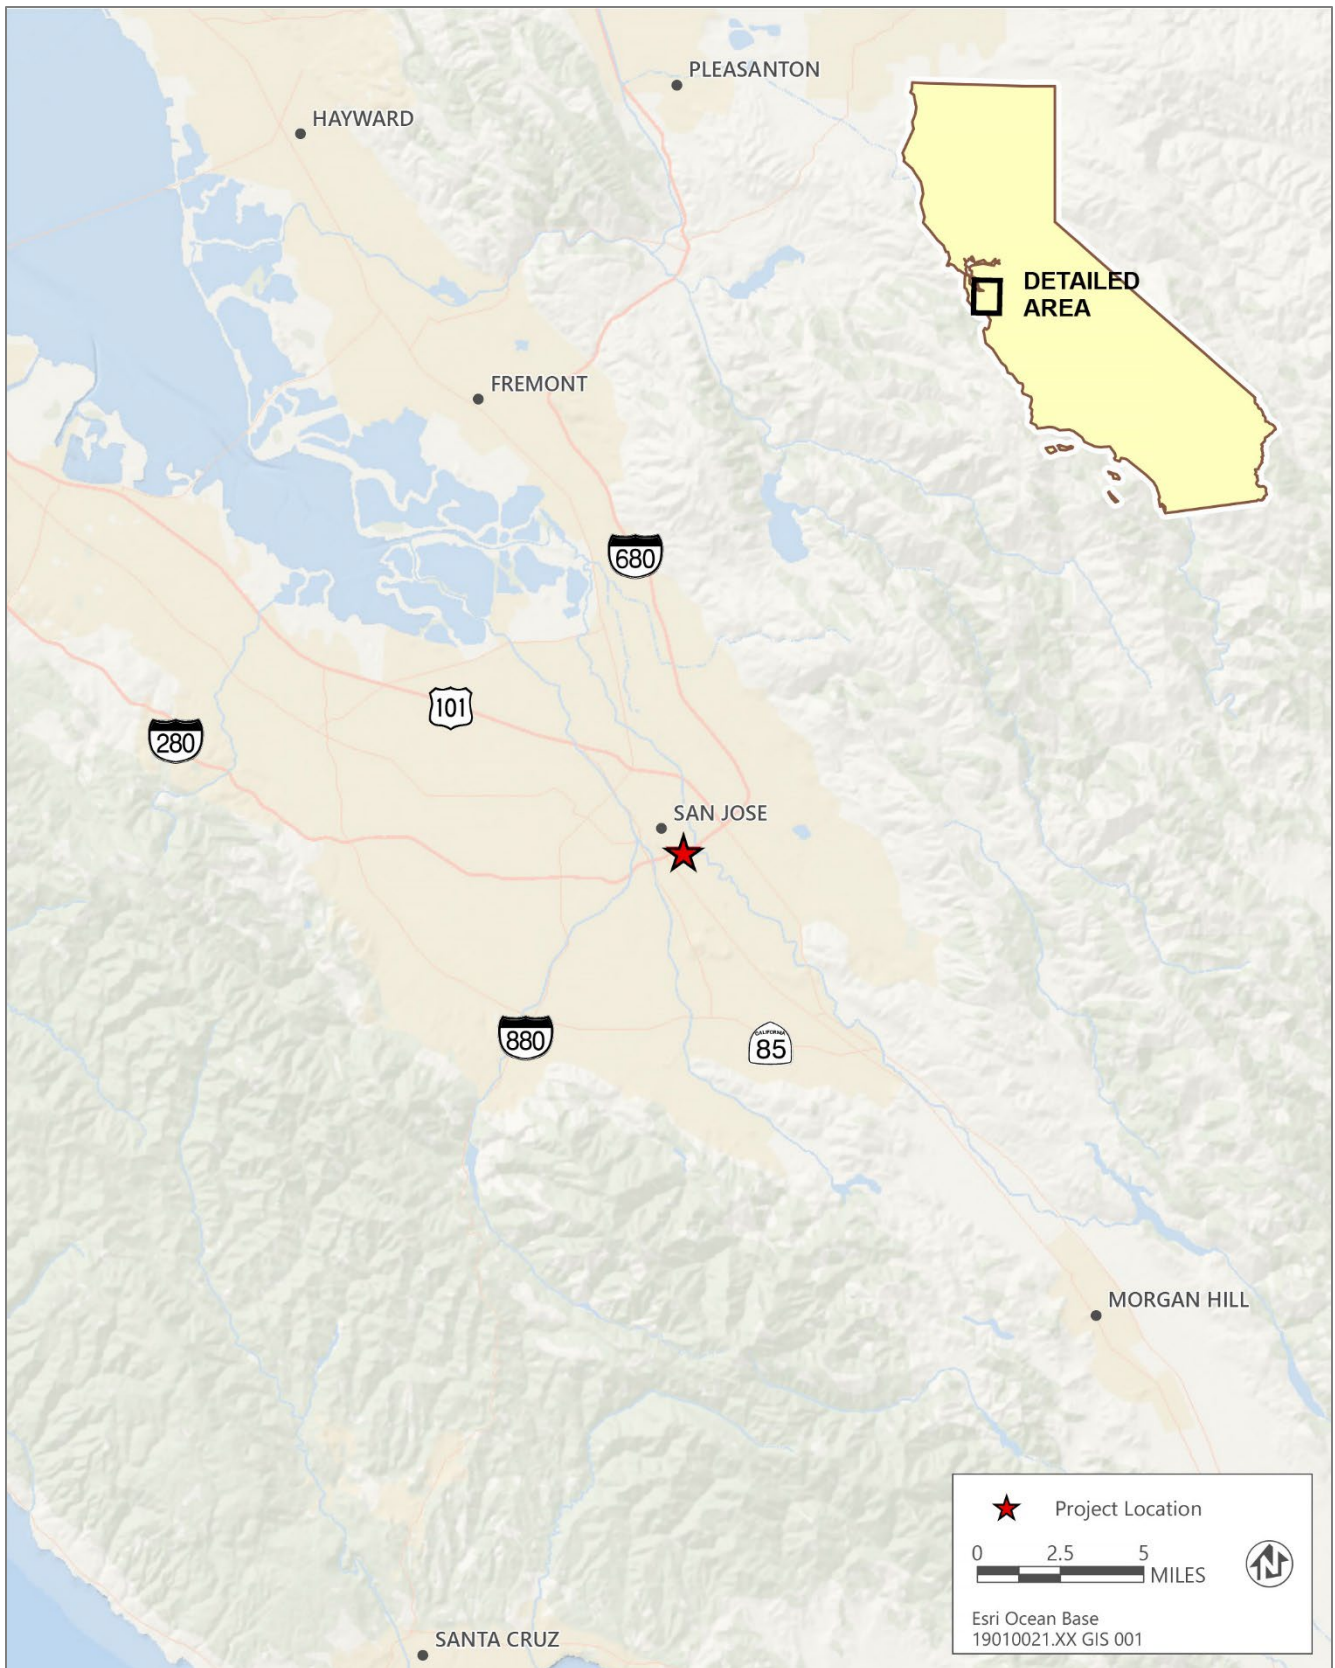 PLEASANTON
HAYWARD
DETAILED
AREA
FREMONT
680
101
280
SAN JOSE
880
CALIFORNIA
85
MORGAN HILL
Project Location
0 2.5 5
MILES
N
Esri Ocean Base
19010021.XX GIS 001
SANTA CRUZ